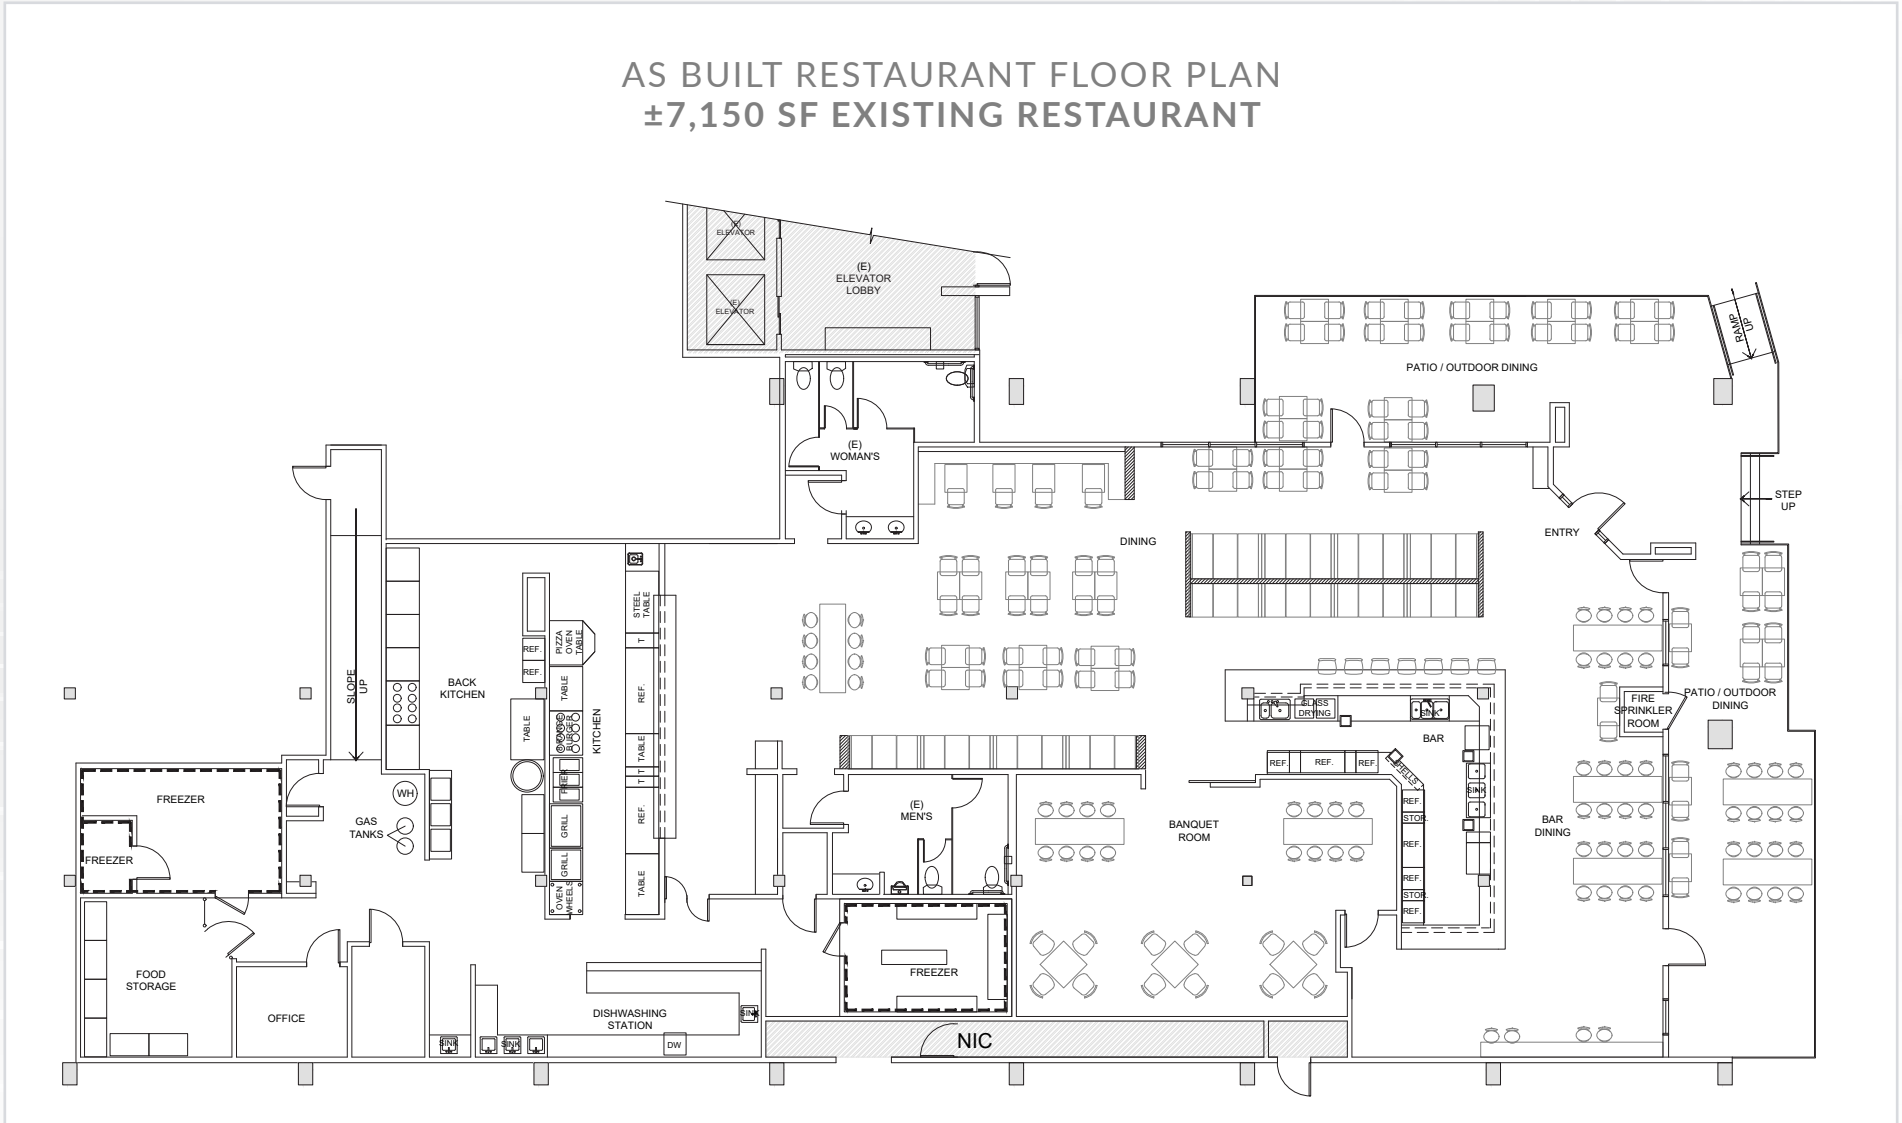 AS BUILT RESTAURANT FLOOR PLAN
±7,150 SF EXISTING RESTAURANT
(E)
ELEVATOR
(E)
ELEVATOR
(E)
ELEVATOR
LOBBY
RAMP
UP
PATIO / OUTDOOR DINING
(E)
WOMAN'S
STEP
UP
ENTRY
DINING
SLOPE
UP
BACK
KITCHEN
REF.
REF.
PIZZA
OVEN
TABLE
TABLE
TABLE
BURGER
FRIER
GRILL
GRILL
OVEN
WHEELS
KITCHEN
STEEL
TABLE
T
REF.
TABLE
T
T
REF.
TABLE
FIRE
SPRINKLER
ROOM
PATIO / OUTDOOR
DINING
GLASS
DRYING
SINK
BAR
REF.
REF.
REF.
SHELLS
SINK
REF.
STOR.
REF.
REF.
STOR.
REF.
FREEZER
FREEZER
WH
GAS
TANKS
(E)
MEN'S
BANQUET
ROOM
BAR
DINING
FOOD
STORAGE
OFFICE
FREEZER
DISHWASHING
STATION
SINK
SINK
SINK
DW
NIC